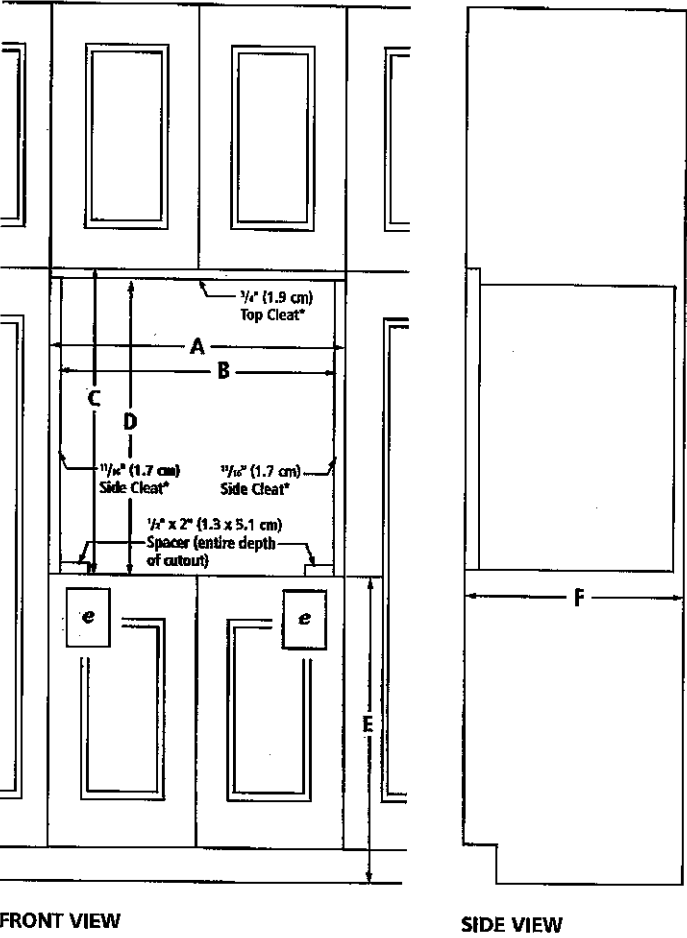 3/4" (1.9 cm)
Top Cleat*
A
B
C
D
11/16" (1.7 cm)
Side Cleat*
11/16" (1.7 cm)
Side Cleat*
1/2" x 2" (1.3 x 5.1 cm)
Spacer (entire depth
of cutout)
e
e
F
E
FRONT VIEW
SIDE VIEW